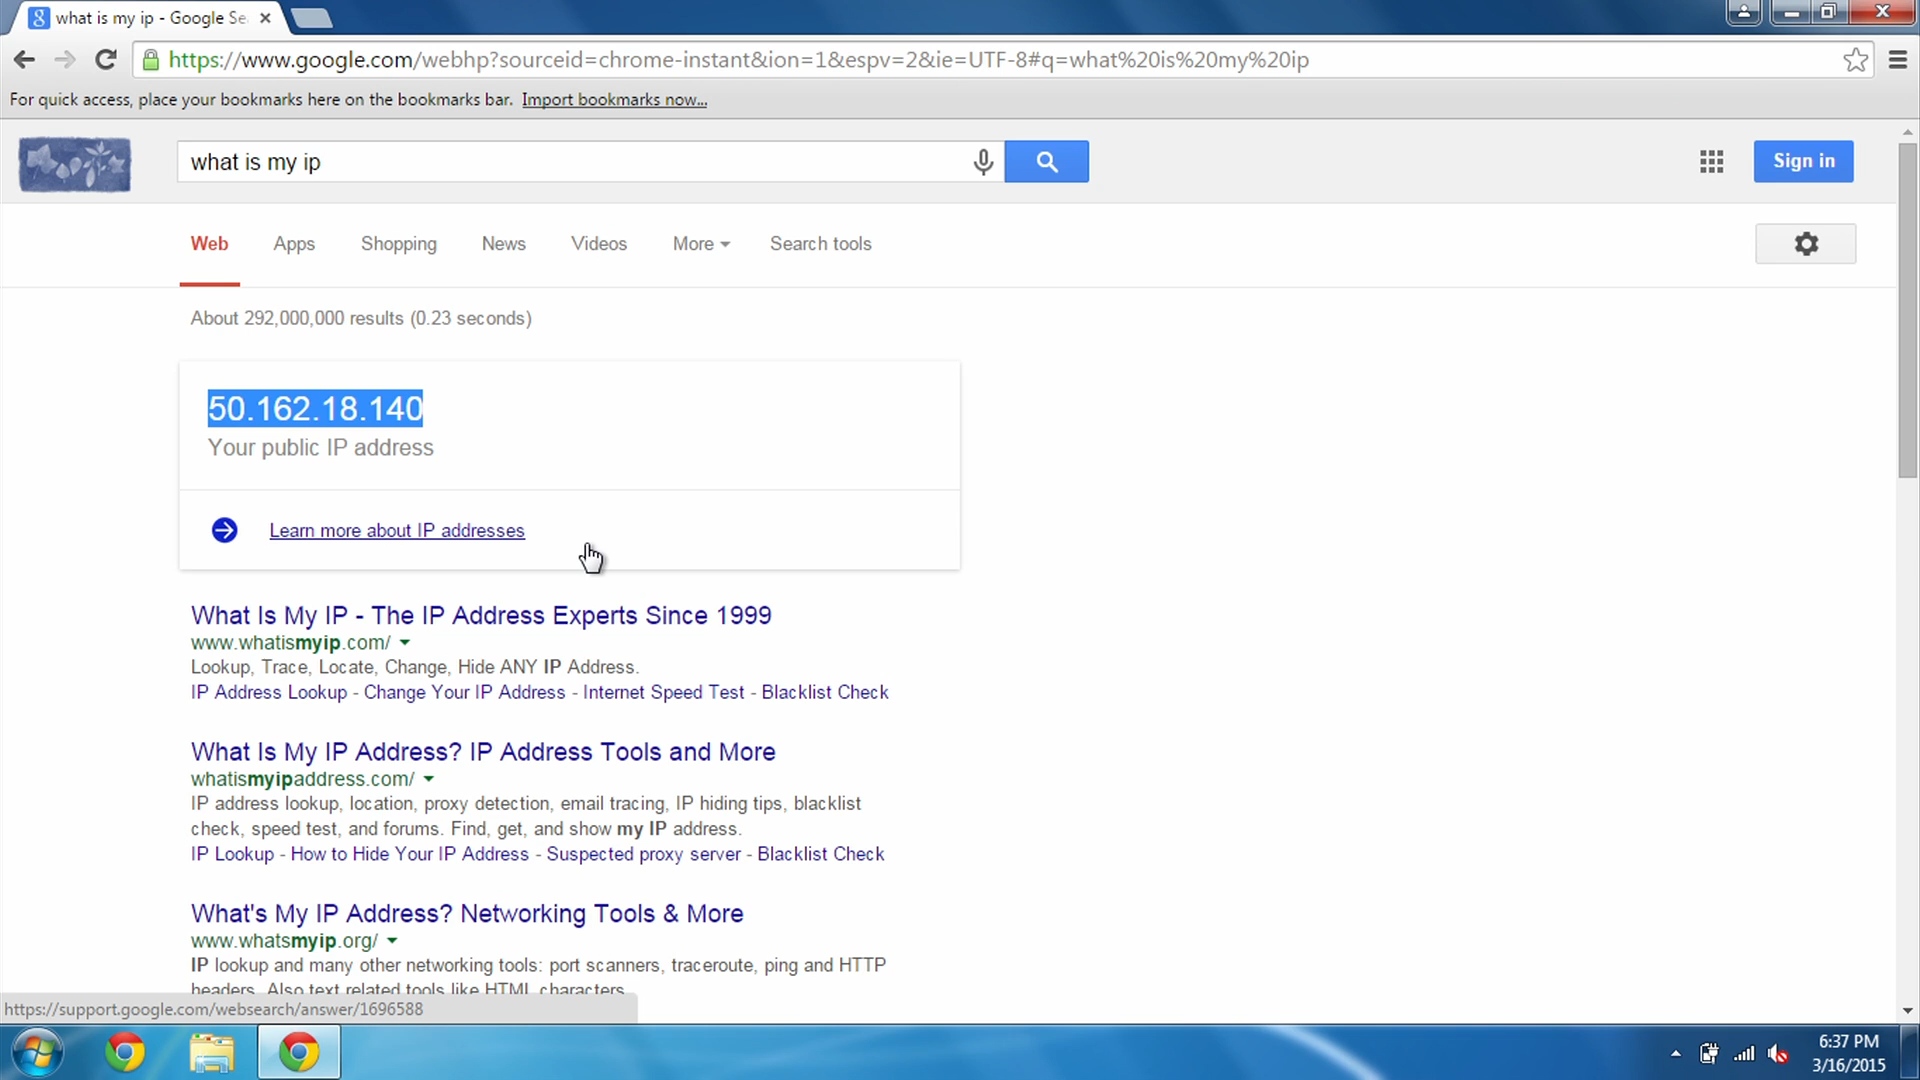 what is my ip - Google Se
https://www.google.com/webhp?sourceid=chrome-instant&ion=1&espv=2&ie=UTF-8#q=what%20is%20my%20ip
For quick access, place your bookmarks here on the bookmarks bar. Import bookmarks now...
what is my ip
Sign in
Web Apps Shopping News Videos More Search tools
About 292,000,000 results (0.23 seconds)
50.162.18.140
Your public IP address
Learn more about IP addresses
What Is My IP - The IP Address Experts Since 1999
www.whatismyip.com/
Lookup, Trace, Locate, Change, Hide ANY IP Address.
IP Address Lookup - Change Your IP Address - Internet Speed Test - Blacklist Check
What Is My IP Address? IP Address Tools and More
whatismyipaddress.com/
IP address lookup, location, proxy detection, email tracing, IP hiding tips, blacklist
check, speed test, and forums. Find, get, and show my IP address.
IP Lookup - How to Hide Your IP Address - Suspected proxy server - Blacklist Check
What's My IP Address? Networking Tools & More
www.whatsmyip.org/
IP lookup and many other networking tools: port scanners, traceroute, ping and HTTP
headers. Also text related tools like HTML characters
https://support.google.com/websearch/answer/1696588
6:37 PM
3/16/2015